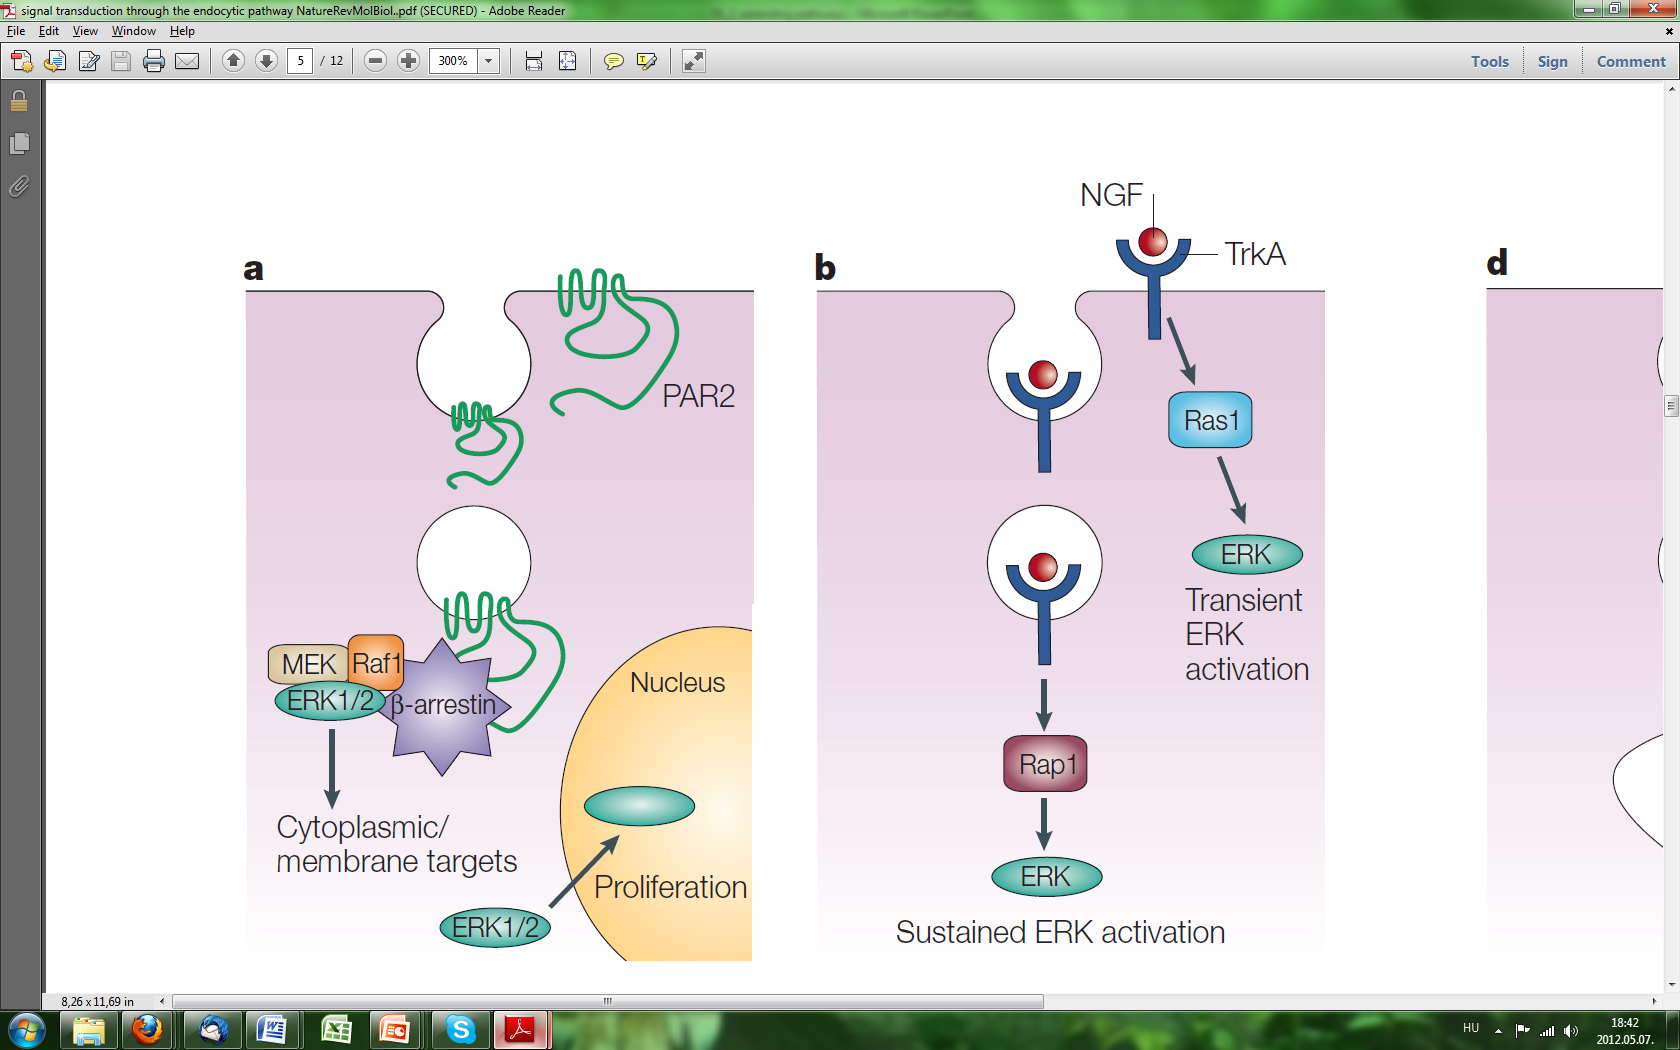 signal transduction through the endocytic pathway NatureRevMolBiol..pdf (SECURED) - Adobe Reader
File Edit View Window Help
5 / 12 300% Tools Sign Comment
a
PAR2
MEK Raf1
ERK1/2 β-arrestin
Nucleus
Cytoplasmic/
membrane targets
Proliferation
ERK1/2
b
NGF
TrkA
Ras1
ERK
Transient
ERK
activation
Rap1
ERK
Sustained ERK activation
d
8,26 x 11,69 in
HU 18:42
2012.05.07.